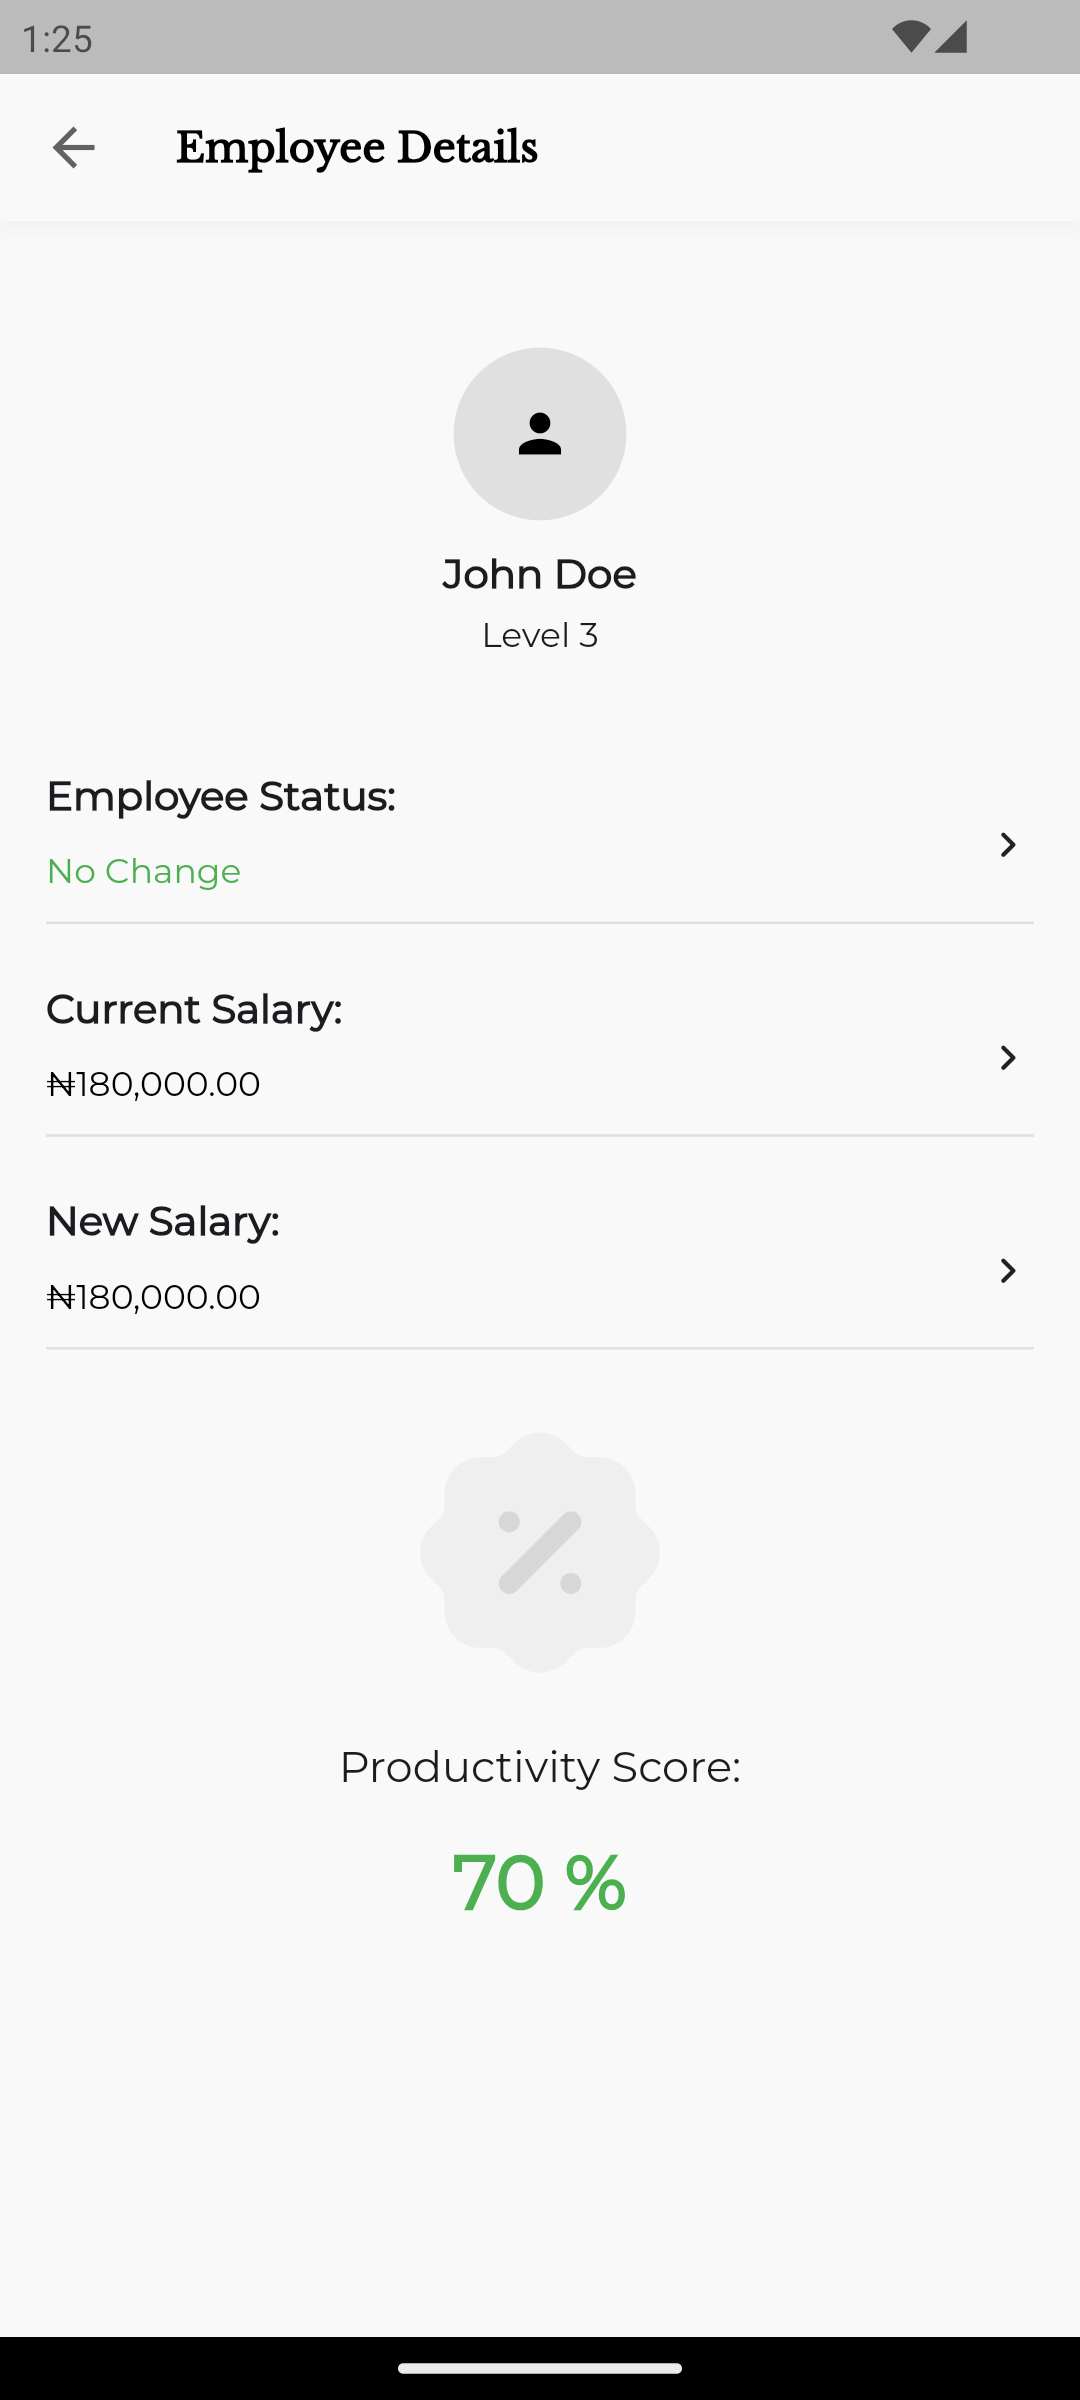 1:25
Employee Details
John Doe
Level 3
Employee Status:
No Change
Current Salary:
₦180,000.00
New Salary:
₦180,000.00
Productivity Score:
70 %